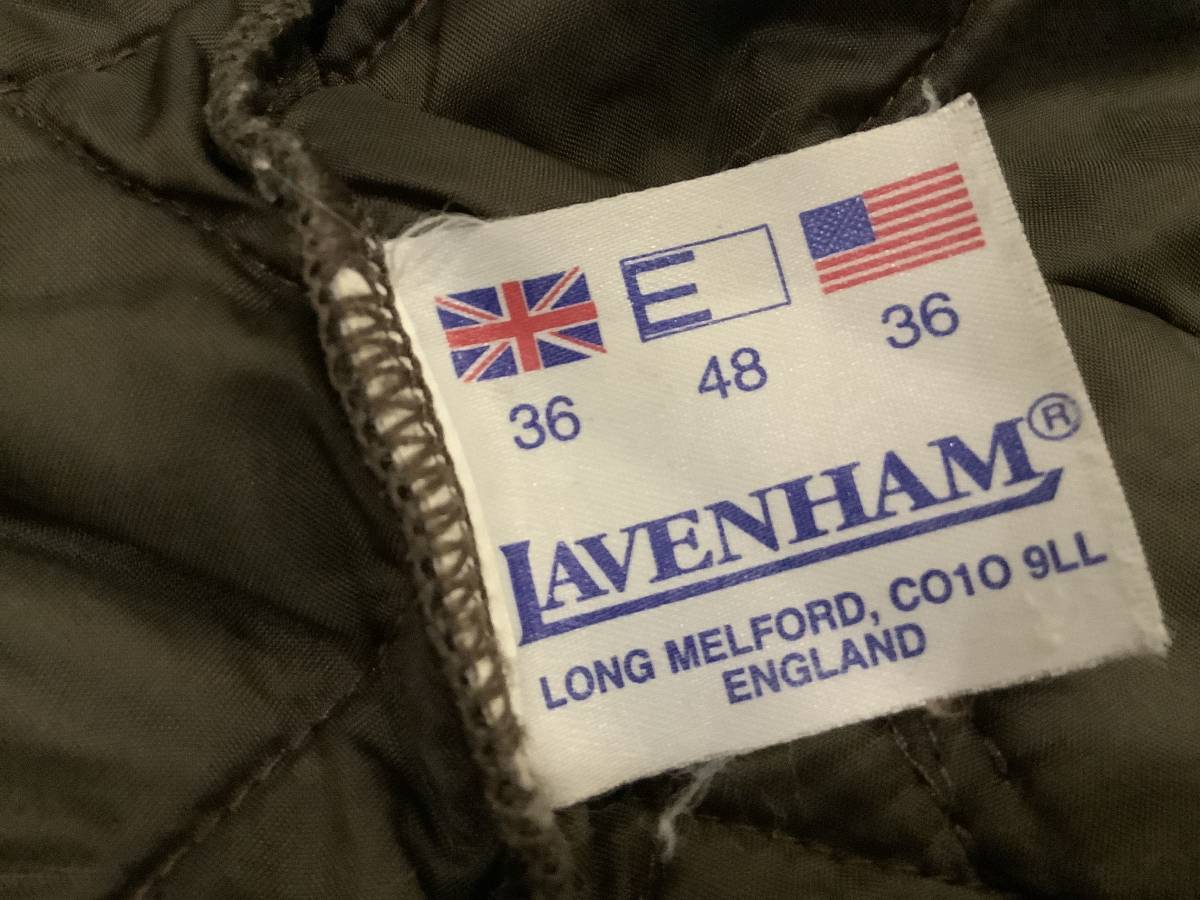 E
36 48 36
LAVENHAM®
LONG MELFORD, CO10 9LL
ENGLAND